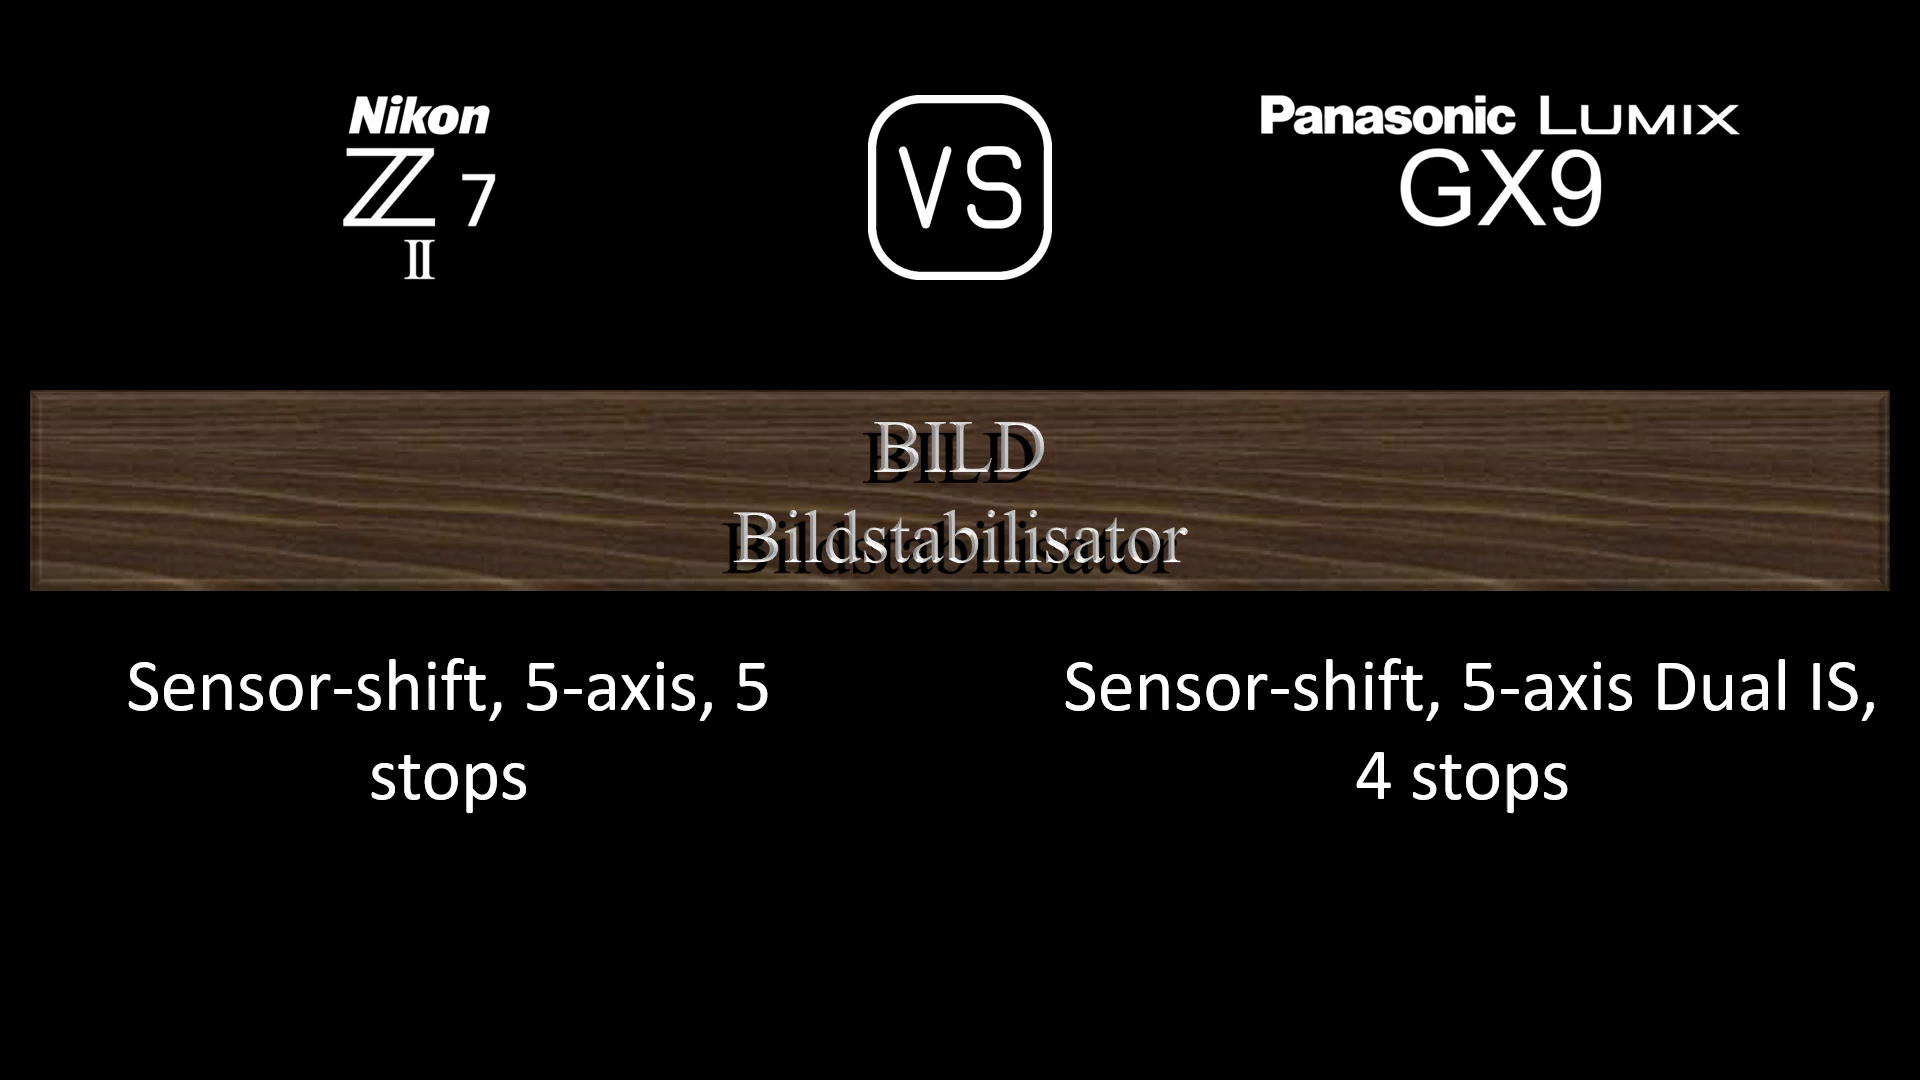 Nikon
Z 7
II
VS
Panasonic LUMIX
GX9
BILD
Bildstabilisator
Sensor-shift, 5-axis, 5
stops
Sensor-shift, 5-axis Dual IS,
4 stops